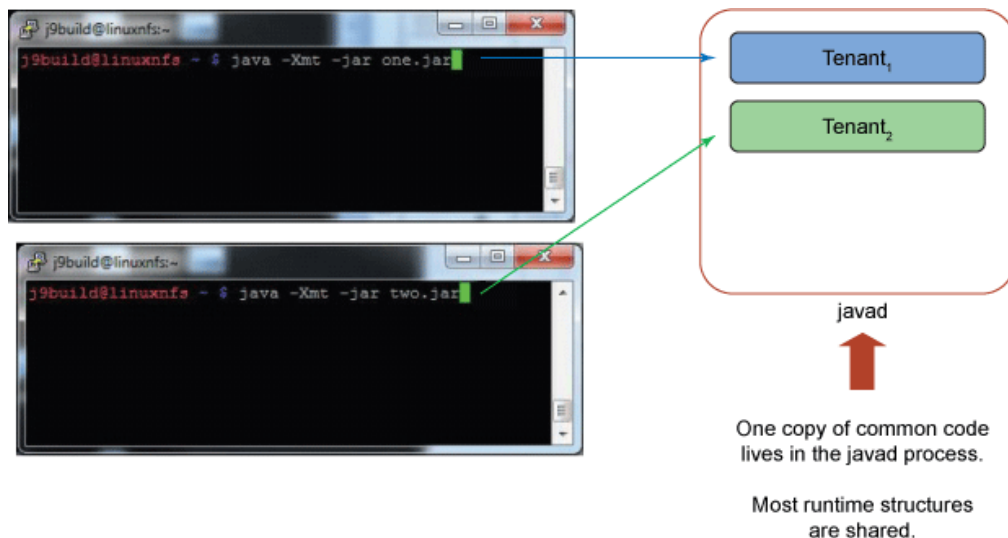 j9build@linuxnfs:~
j9build@linuxnfs ~ $ java -Xmt -jar one.jar
Tenant1
Tenant2
j9build@linuxnfs:~
j9build@linuxnfs ~ $ java -Xmt -jar two.jar
javad
One copy of common code
lives in the javad process.
Most runtime structures
are shared.